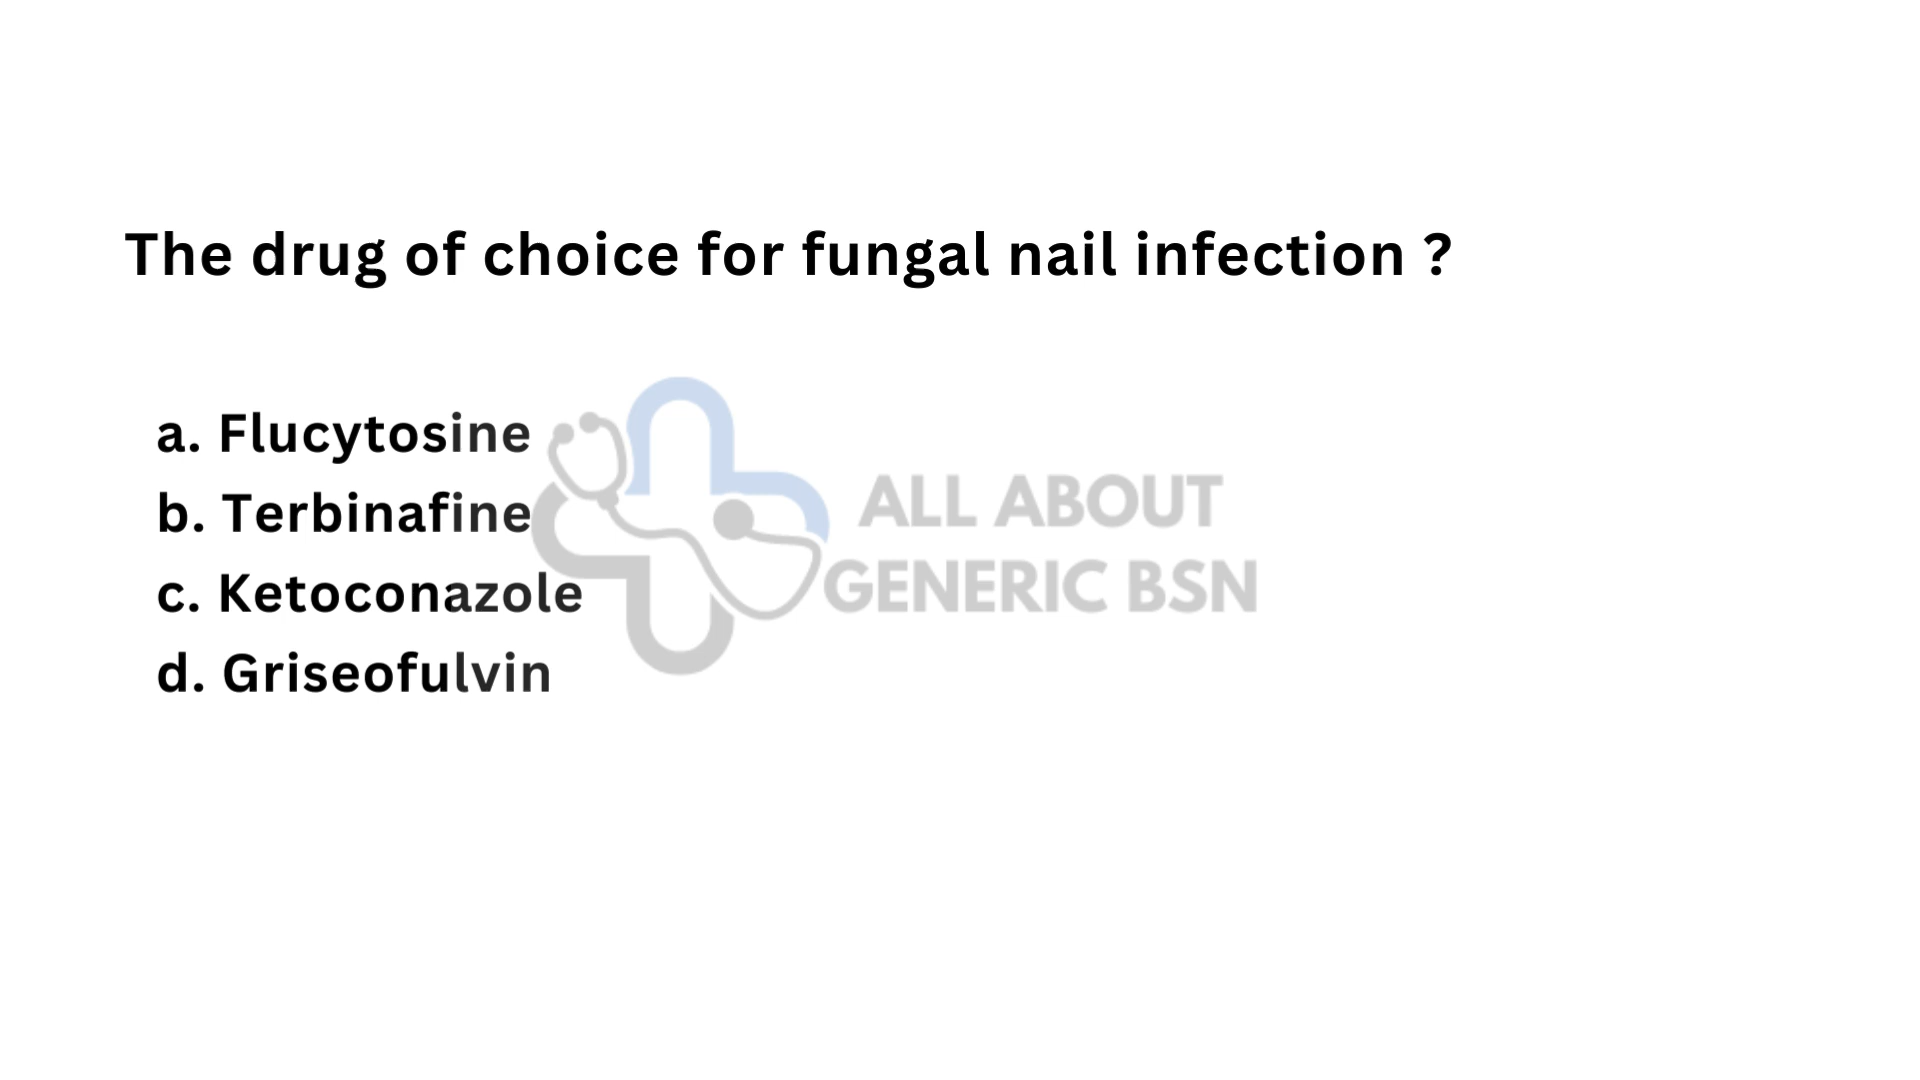 The drug of choice for fungal nail infection ?
a. Flucytosine
b. Terbinafine
c. Ketoconazole
d. Griseofulvin
ALL ABOUT
GENERIC BSN